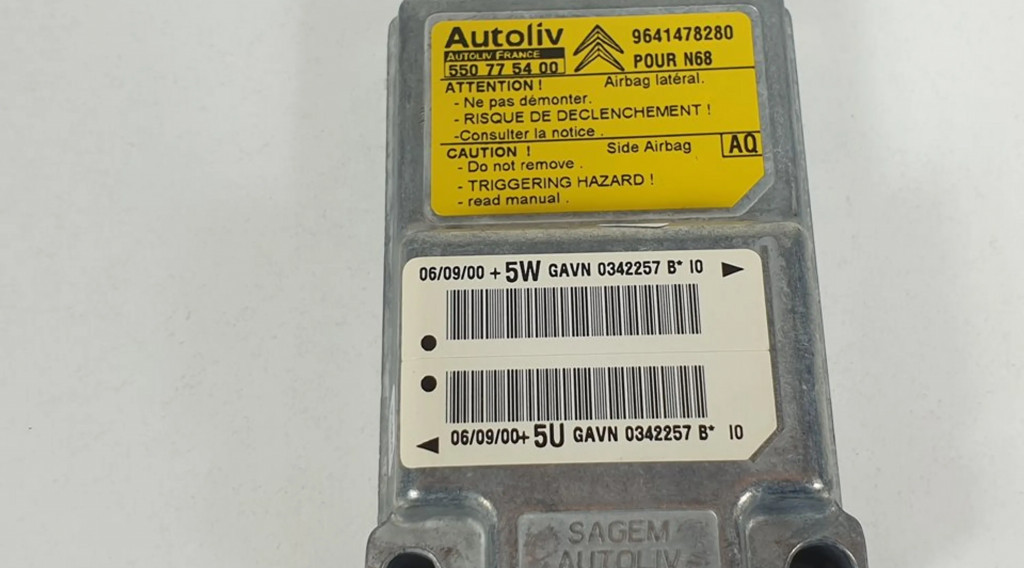 Autoliv
AUTOLIV FRANCE
550 77 54 00
9641478280
POUR N68
ATTENTION ! Airbag latéral.
- Ne pas démonter.
- RISQUE DE DECLENCHEMENT !
-Consulter la notice .
CAUTION ! Side Airbag AQ
- Do not remove .
- TRIGGERING HAZARD !
- read manual .
06/09/00 + 5W GAVN 0342257 B* I0
06/09/00+ 5U GAVN 0342257 B* I0
SAGEM
AUTOLIV